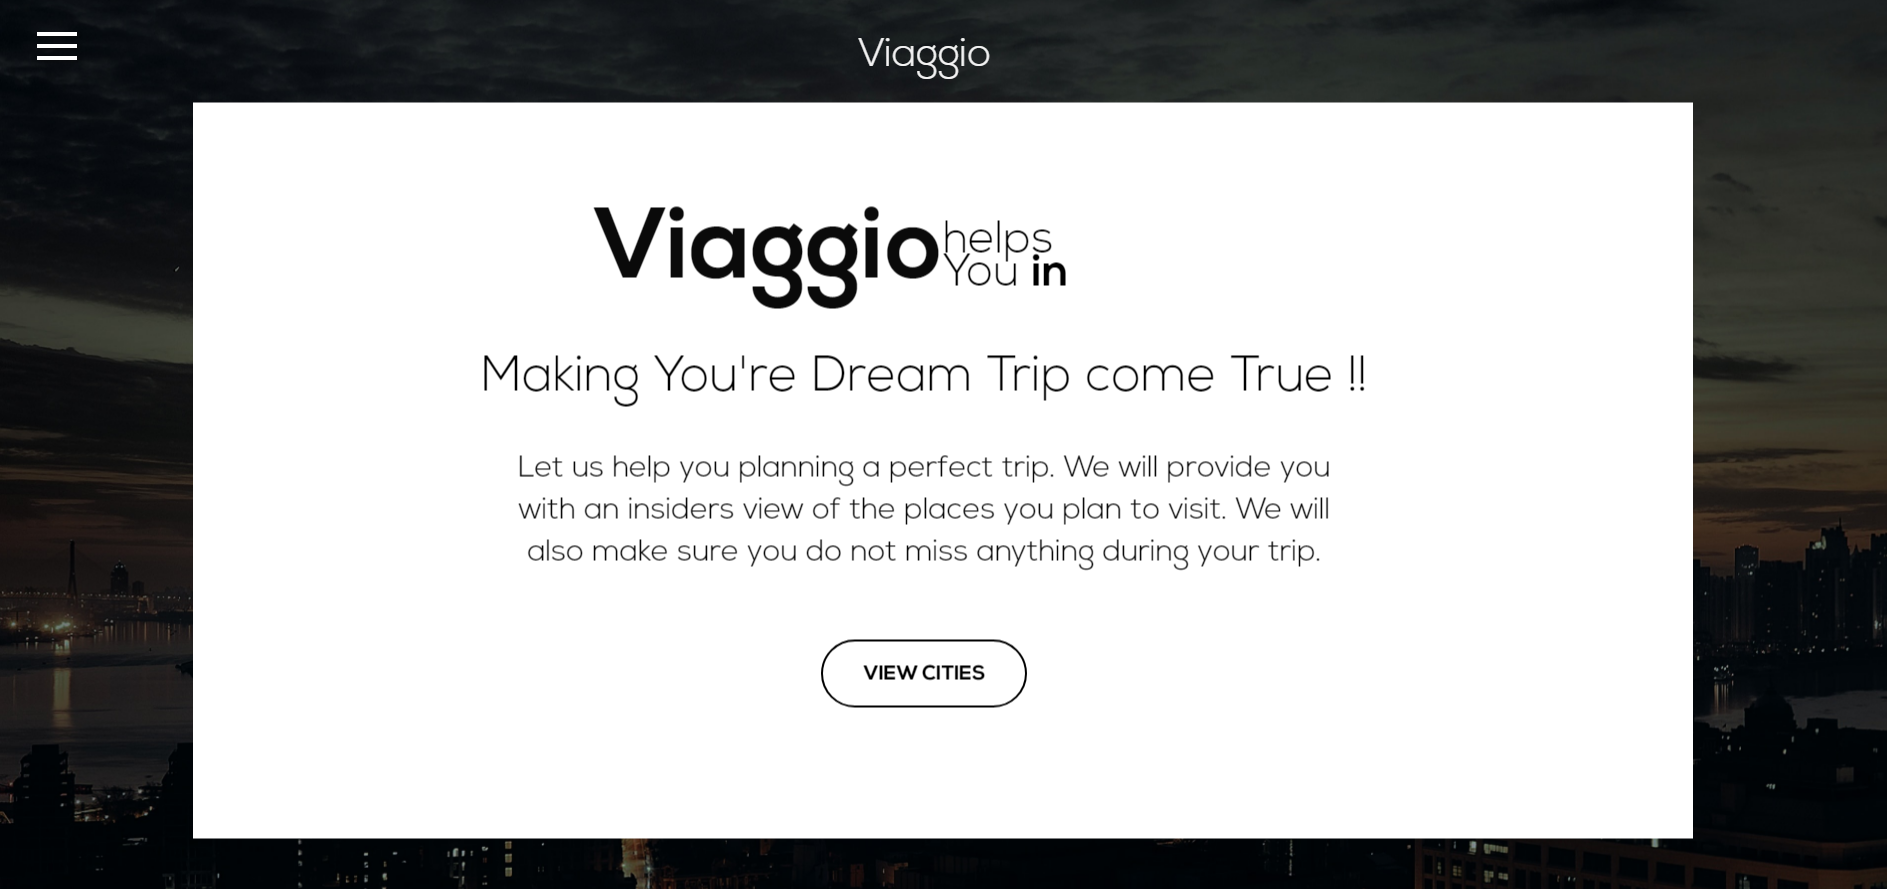 Viaggio
Viaggio helps
You in
Making You're Dream Trip come True !!
Let us help you planning a perfect trip. We will provide you
with an insiders view of the places you plan to visit. We will
also make sure you do not miss anything during your trip.
VIEW CITIES